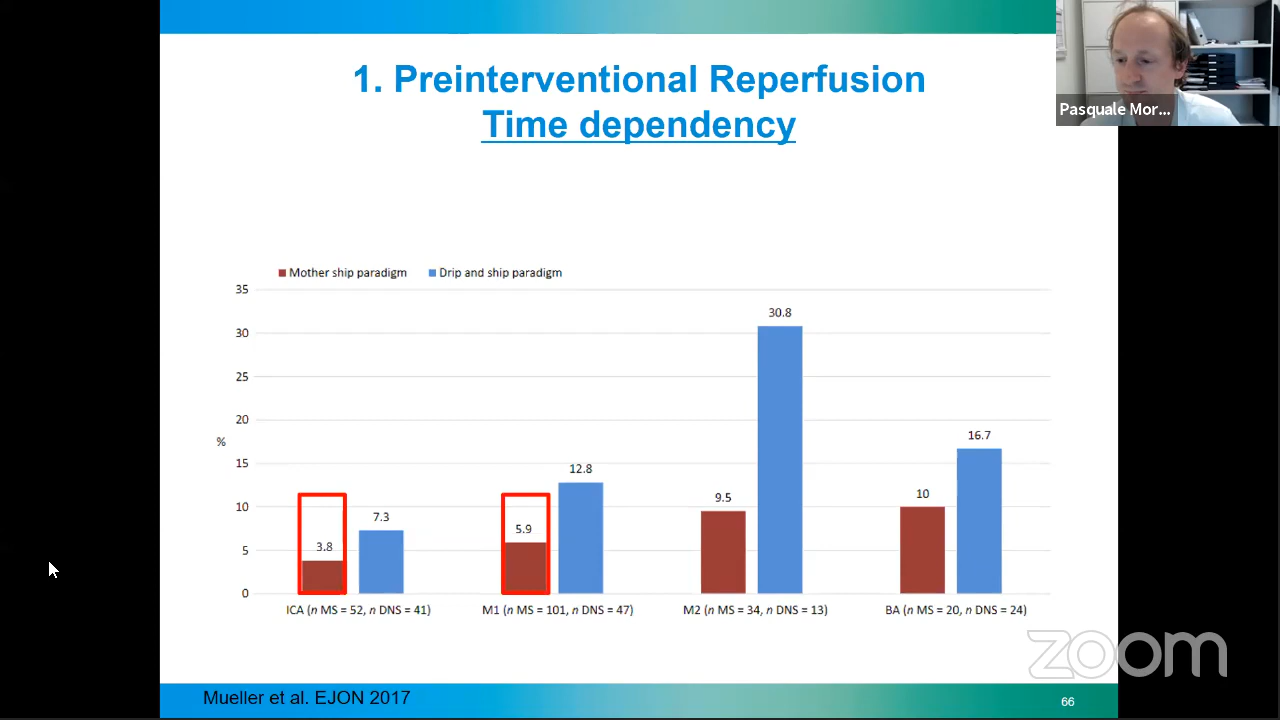 1. Preinterventional Reperfusion
Time dependency
Pasquale Mor...
Mother ship paradigm
Drip and ship paradigm
35
30
25
20
%
15
10
5
0
3.8
7.3
5.9
12.8
9.5
30.8
10
16.7
ICA (n MS = 52, n DNS = 41)
M1 (n MS = 101, n DNS = 47)
M2 (n MS = 34, n DNS = 13)
BA (n MS = 20, n DNS = 24)
zoom
Mueller et al. EJON 2017
66